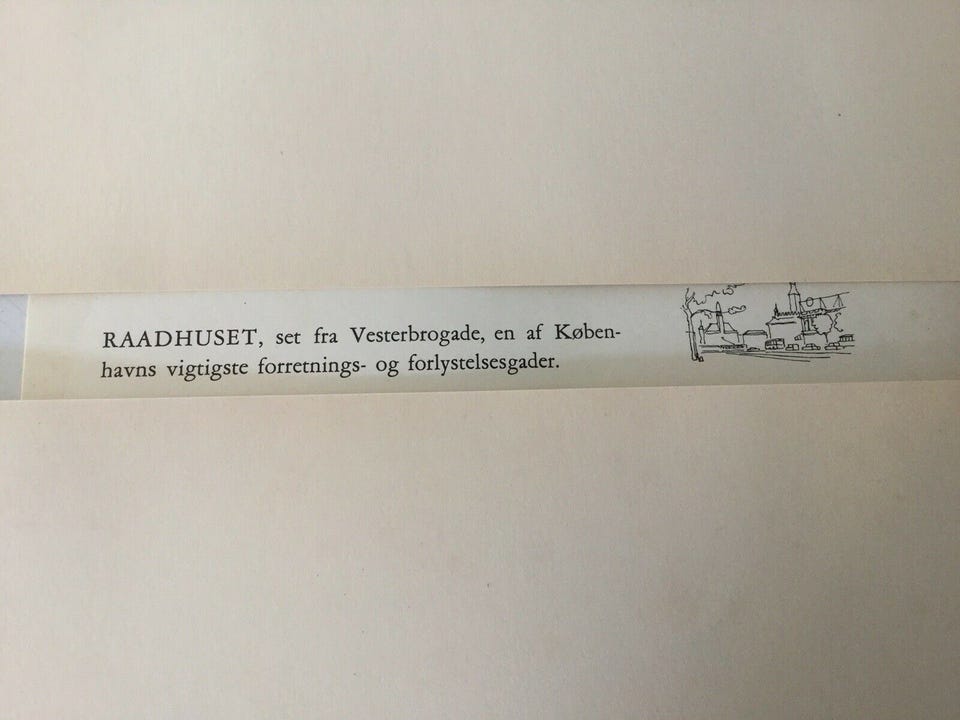 RAADHUSET, set fra Vesterbrogade, en af Køben-
havns vigtigste forretnings- og forlystelsesgader.